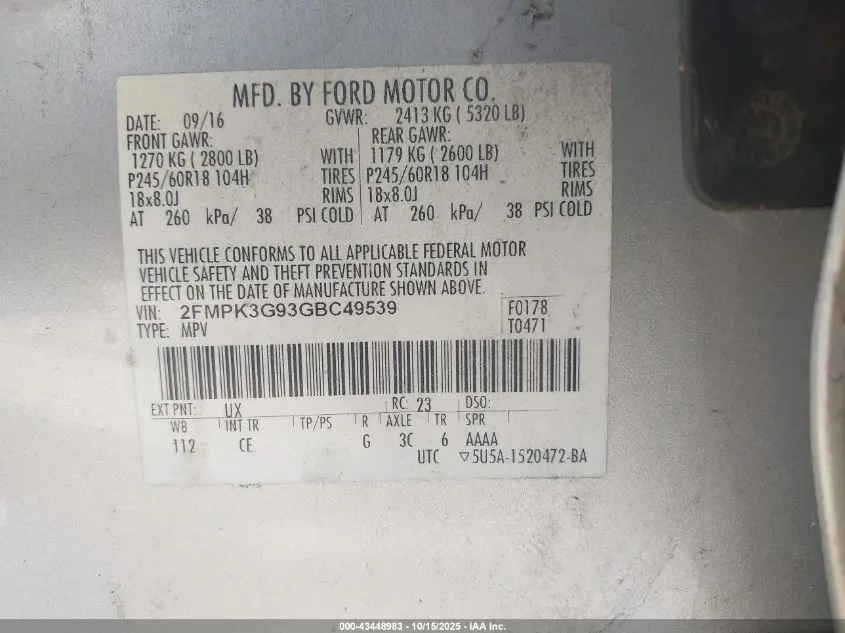 MFD. BY FORD MOTOR CO.
DATE: 09/16 GVWR: 2413 KG ( 5320 LB)
FRONT GAWR: REAR GAWR:
1270 KG ( 2800 LB) WITH 1179 KG ( 2600 LB) WITH
P245/60R18 104H TIRES P245/60R18 104H TIRES
18x8.0J RIMS 18x8.0J RIMS
AT 260 kPa/ 38 PSI COLD AT 260 kPa/ 38 PSI COLD
THIS VEHICLE CONFORMS TO ALL APPLICABLE FEDERAL MOTOR
VEHICLE SAFETY AND THEFT PREVENTION STANDARDS IN
EFFECT ON THE DATE OF MANUFACTURE SHOWN ABOVE.
VIN: 2FMPK3G93GBC49539 F0178
TYPE: MPV T0471
EXT PNT: UX RC: 23 DSO:
WB INT TR TP/PS R AXLE TR SPR
112 CE G 3C 6 AAAA
UTC ▽5U5A-1520472-BA
000-43448983 - 10/15/2025 - IAA Inc.